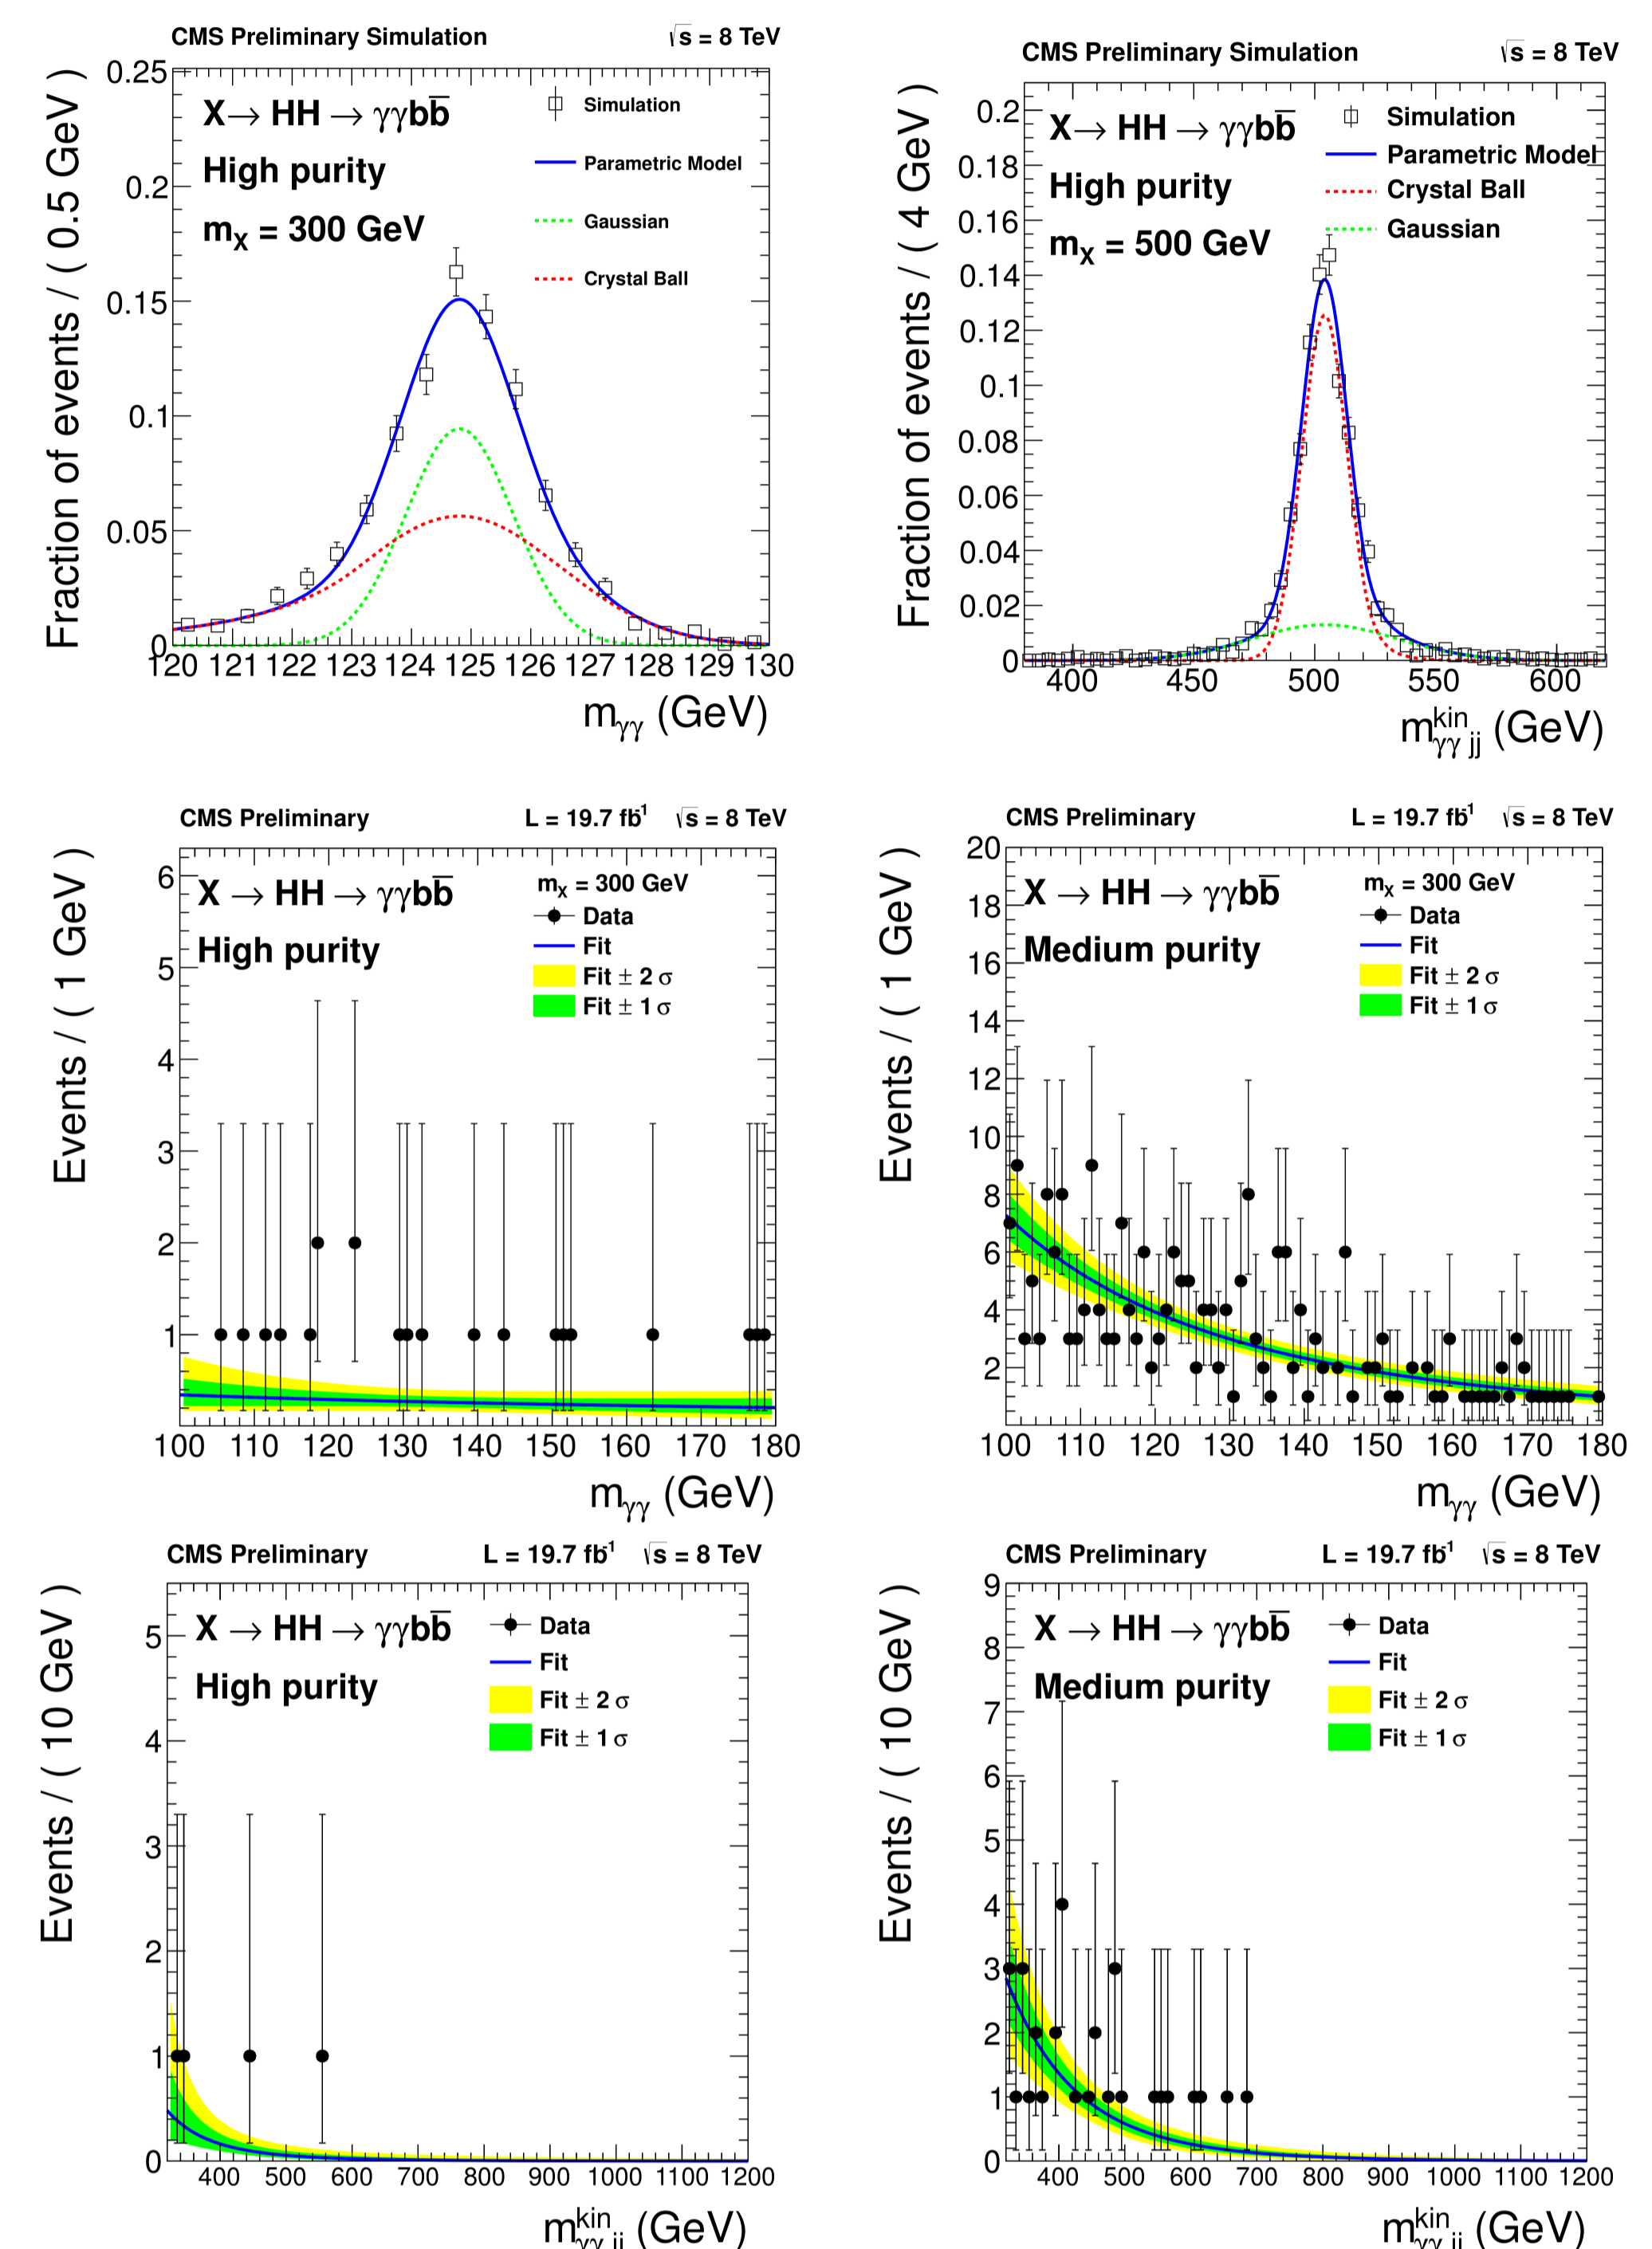 CMS Preliminary Simulation √s = 8 TeV
Fraction of events / ( 0.5 GeV )
0.25
0.2
0.15
0.1
0.05
0
X→ HH → γγbb̅
High purity
mX = 300 GeV
Simulation
Parametric Model
Gaussian
Crystal Ball
120 121 122 123 124 125 126 127 128 129 130
mγγ (GeV)
CMS Preliminary Simulation √s = 8 TeV
Fraction of events / ( 4 GeV )
0.2
0.18
0.16
0.14
0.12
0.1
0.08
0.06
0.04
0.02
0
X→ HH → γγbb̅
High purity
mX = 500 GeV
Simulation
Parametric Model
Crystal Ball
Gaussian
400 450 500 550 600
m^kin_γγ jj (GeV)
CMS Preliminary L = 19.7 fb⁻¹ √s = 8 TeV
Events / ( 1 GeV )
6
5
4
3
2
1
X → HH → γγbb̅
High purity
mX = 300 GeV
Data
Fit
Fit ± 2 σ
Fit ± 1 σ
100 110 120 130 140 150 160 170 180
mγγ (GeV)
CMS Preliminary L = 19.7 fb⁻¹ √s = 8 TeV
Events / ( 1 GeV )
20
18
16
14
12
10
8
6
4
2
X → HH → γγbb̅
Medium purity
mX = 300 GeV
Data
Fit
Fit ± 2 σ
Fit ± 1 σ
100 110 120 130 140 150 160 170 180
mγγ (GeV)
CMS Preliminary L = 19.7 fb⁻¹ √s = 8 TeV
Events / ( 10 GeV )
5
4
3
2
1
0
X → HH → γγbb̅
High purity
Data
Fit
Fit ± 2 σ
Fit ± 1 σ
400 500 600 700 800 900 1000 1100 1200
m^kin_γγ jj (GeV)
CMS Preliminary L = 19.7 fb⁻¹ √s = 8 TeV
Events / ( 10 GeV )
9
8
7
6
5
4
3
2
1
0
X → HH → γγbb̅
Medium purity
Data
Fit
Fit ± 2 σ
Fit ± 1 σ
400 500 600 700 800 900 1000 1100 1200
m^kin_γγ jj (GeV)